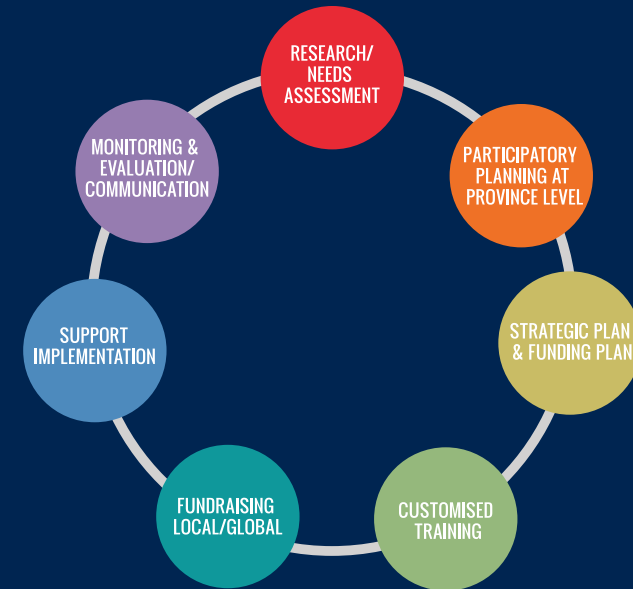 RESEARCH/
NEEDS
ASSESSMENT
PARTICIPATORY
PLANNING AT
PROVINCE LEVEL
STRATEGIC PLAN
& FUNDING PLAN
CUSTOMISED
TRAINING
FUNDRAISING
LOCAL/GLOBAL
SUPPORT
IMPLEMENTATION
MONITORING &
EVALUATION/
COMMUNICATION